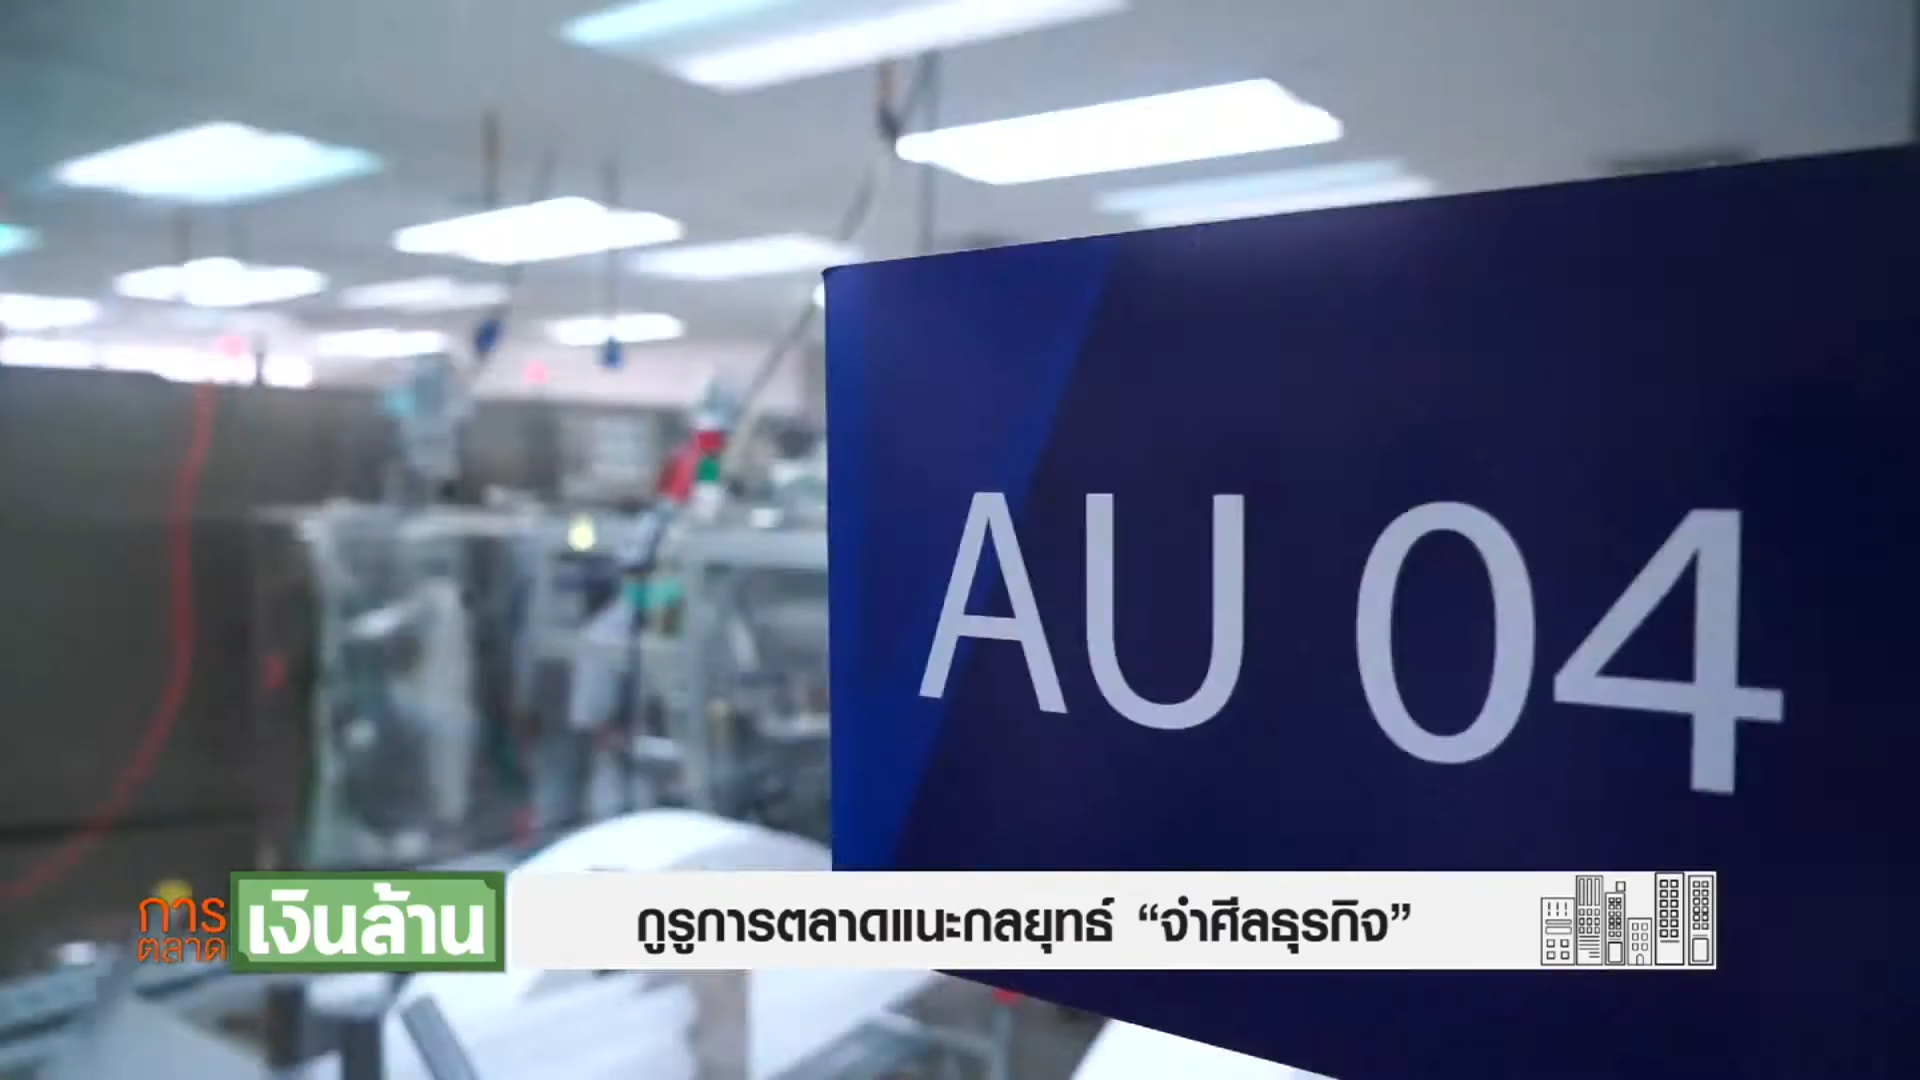 AU 04
การ
ตลาด
เงินล้าน
กูรูการตลาดแนะกลยุทธ์ “จำศีลธุรกิจ”